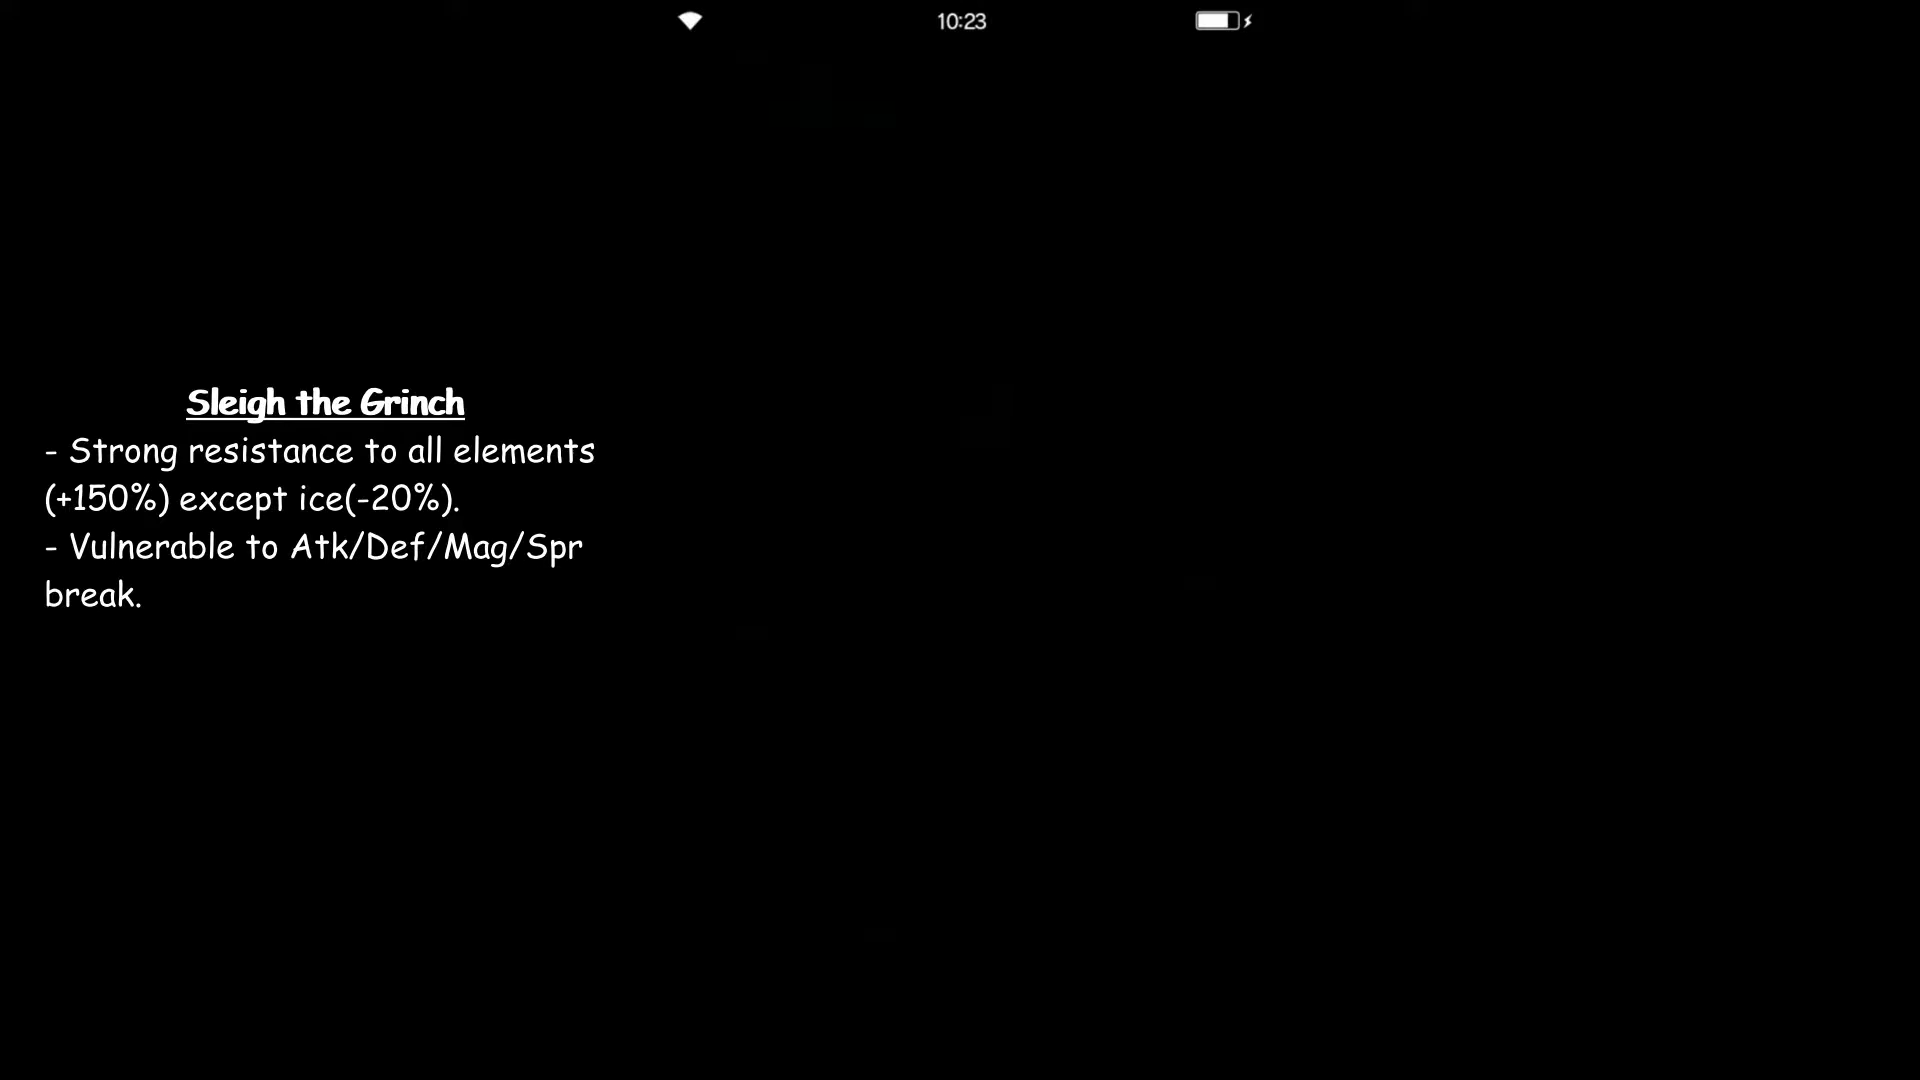 10:23
Sleigh the Grinch
- Strong resistance to all elements
(+150%) except ice(-20%).
- Vulnerable to Atk/Def/Mag/Spr
break.